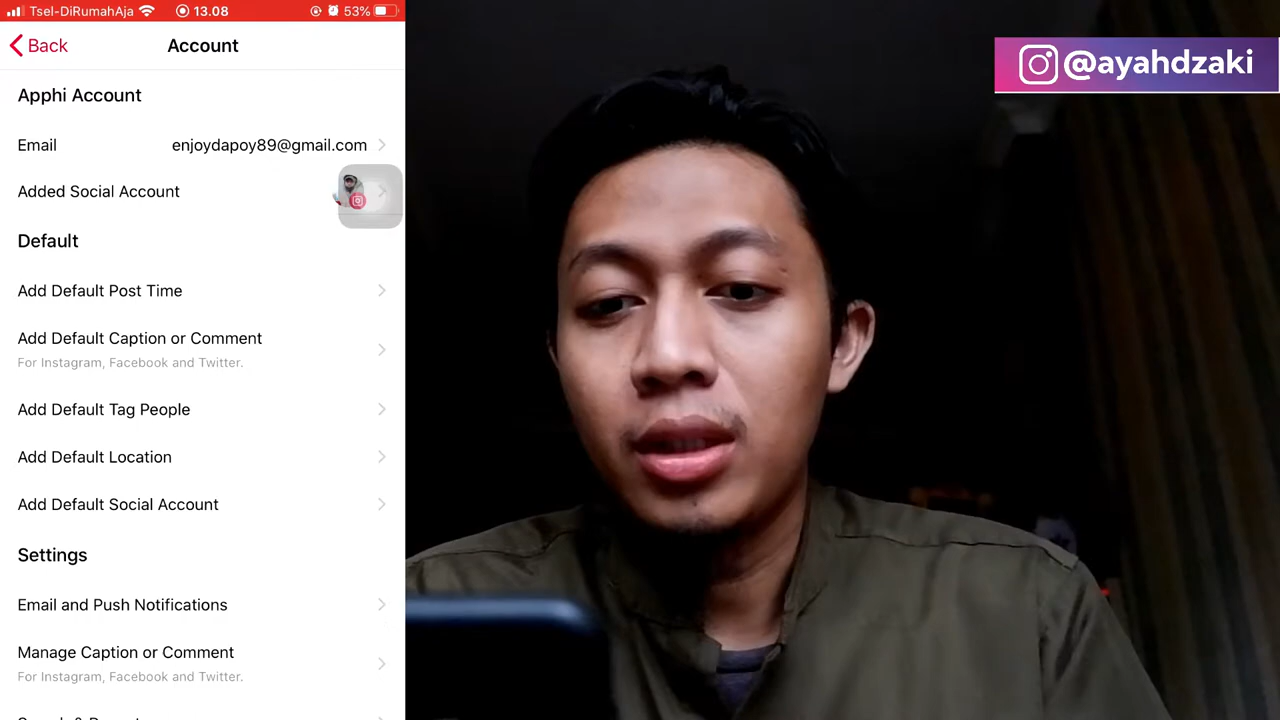 Tsel-DiRumahAja 13.08 53%
Back Account
@ayahdzaki
Apphi Account
Email enjoydapoy89@gmail.com
Added Social Account
Default
Add Default Post Time
Add Default Caption or Comment
For Instagram, Facebook and Twitter.
Add Default Tag People
Add Default Location
Add Default Social Account
Settings
Email and Push Notifications
Manage Caption or Comment
For Instagram, Facebook and Twitter.